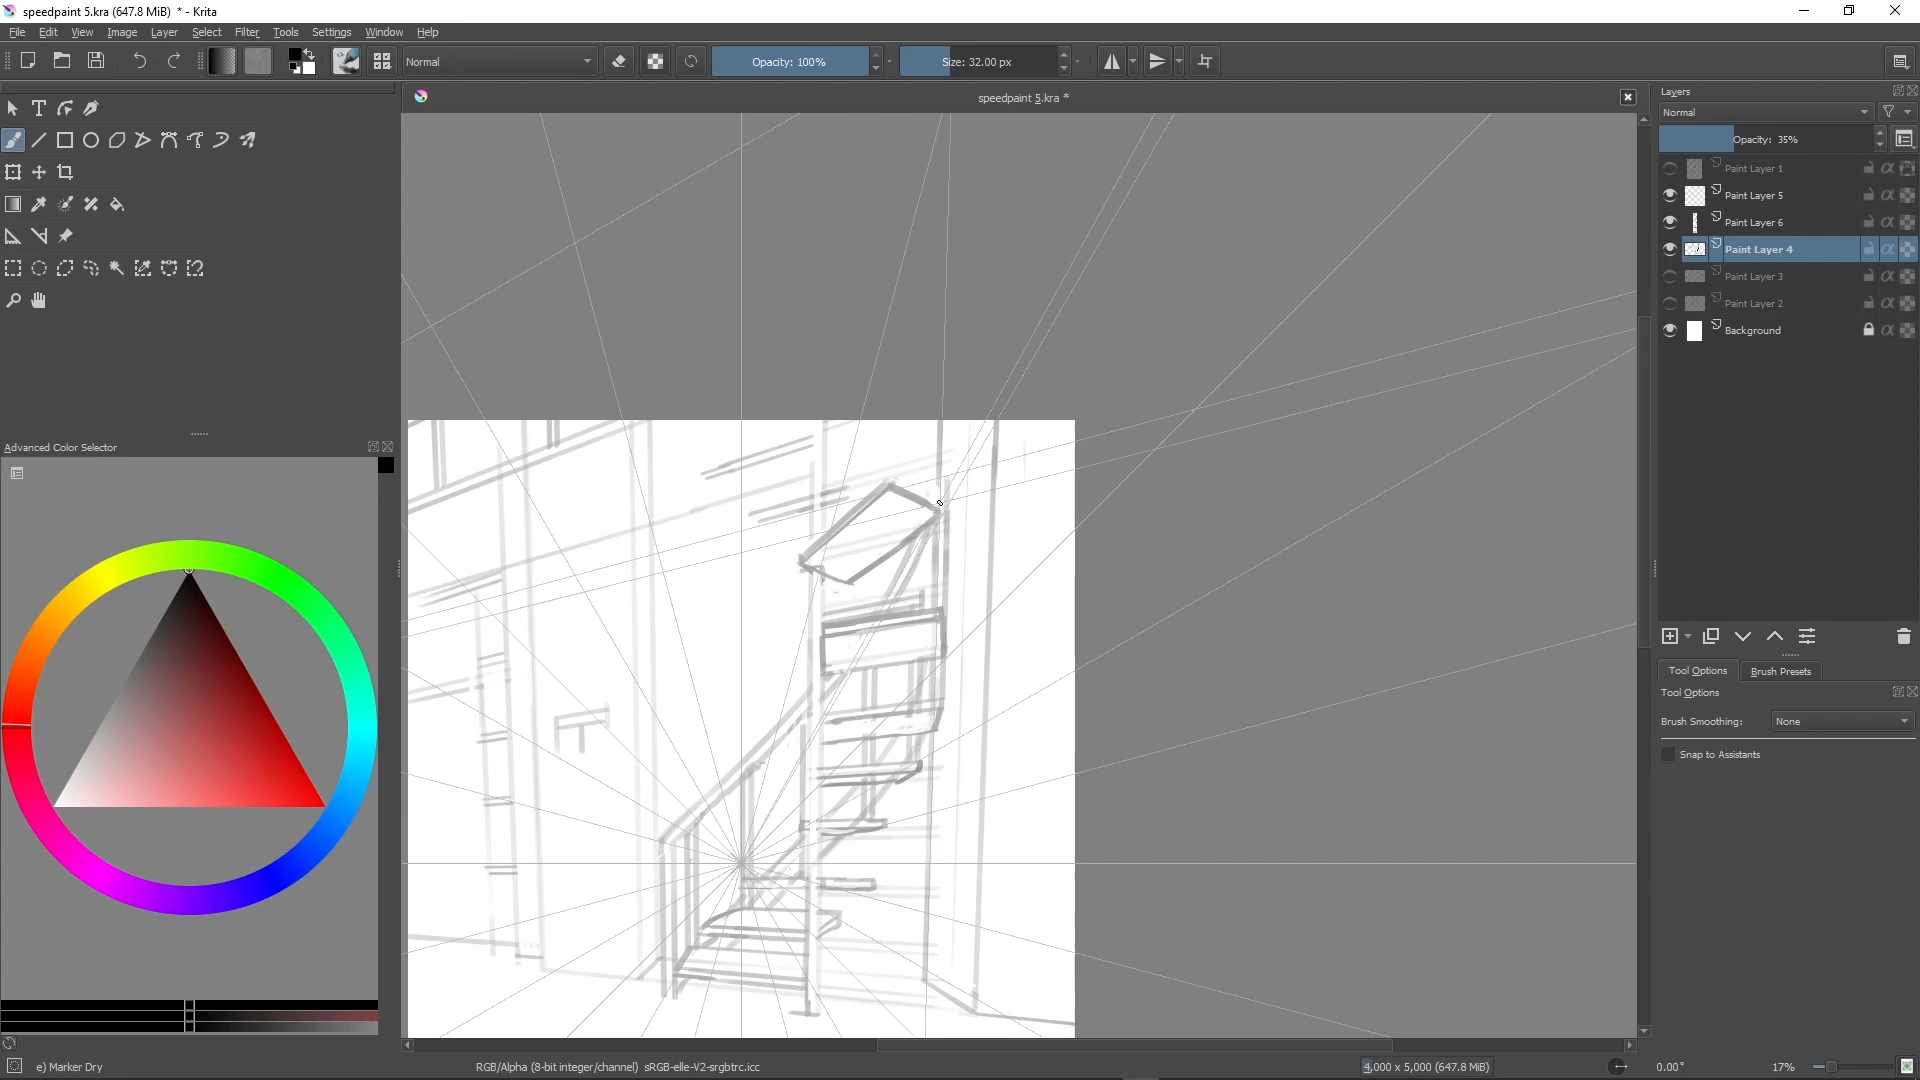 speedpaint 5.kra (647.8 MiB) * - Krita
File Edit View Image Layer Select Filter Tools Settings Window Help
Normal Opacity: 100% Size: 32.00 px
speedpaint 5.kra *
Layers
Normal
Opacity: 35%
Paint Layer 1
Paint Layer 5
Paint Layer 6
Paint Layer 4
Paint Layer 3
Paint Layer 2
Background
Advanced Color Selector
Tool Options Brush Presets
Tool Options
Brush Smoothing: None
Snap to Assistants
e) Marker Dry RGB/Alpha (8-bit integer/channel) sRGB-elle-V2-srgbtrc.icc 4,000 x 5,000 (647.8 MiB) 0.00° 17%